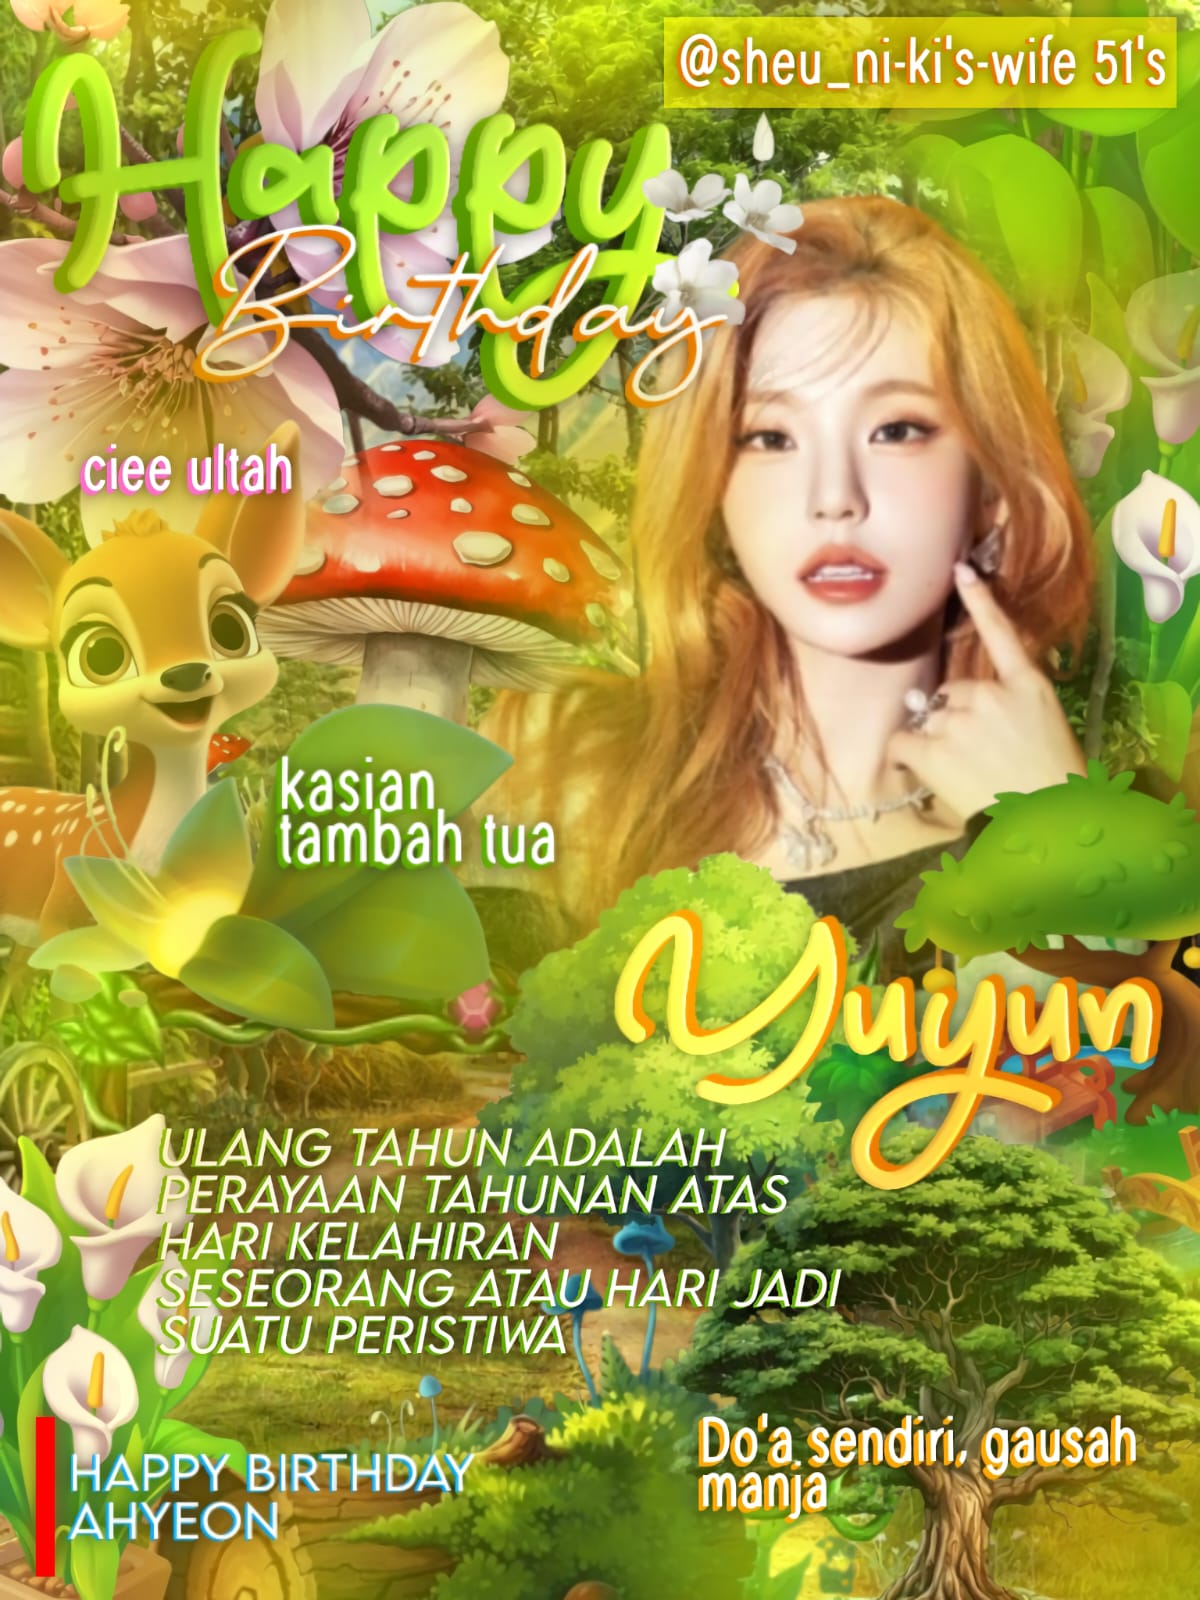 @sheu_ni-ki's-wife 51's
Happy
Birthday
ciee ultah
kasian
tambah tua
Yuyun
ULANG TAHUN ADALAH
PERAYAAN TAHUNAN ATAS
HARI KELAHIRAN
SESEORANG ATAU HARI JADI
SUATU PERISTIWA
HAPPY BIRTHDAY
AHYEON
Do'a sendiri, gausah
manja